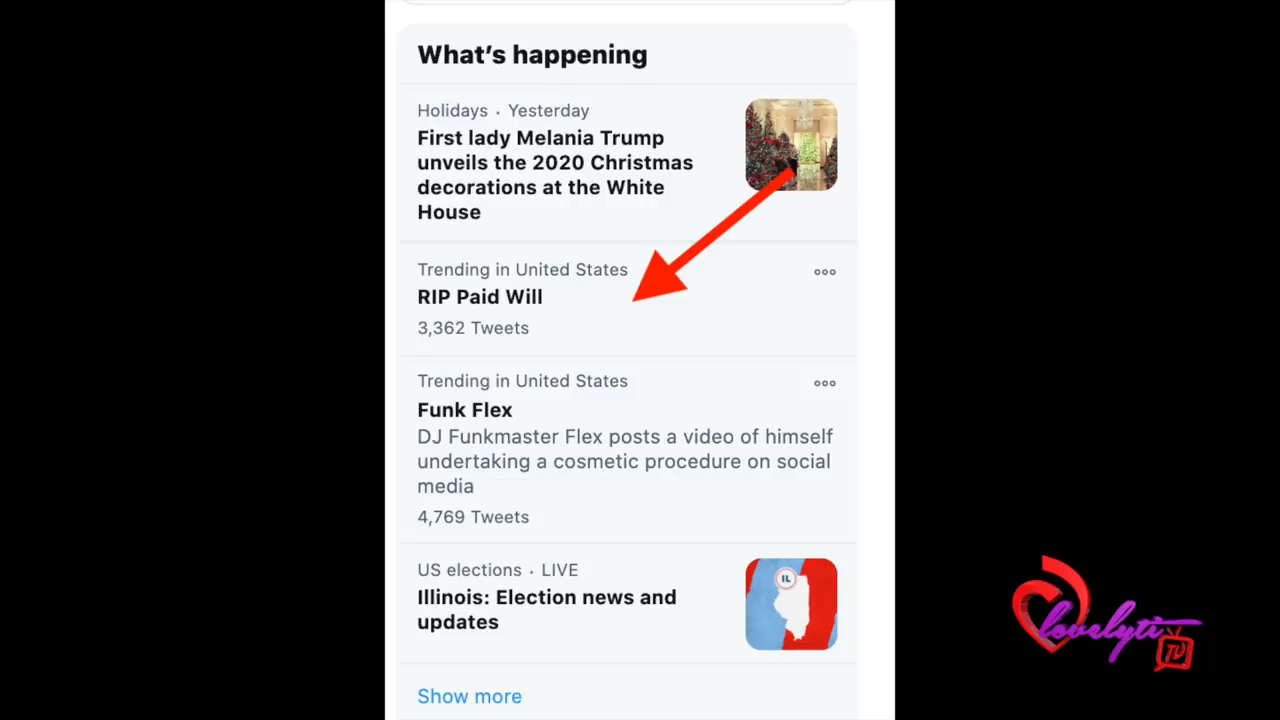 What's happening
Holidays · Yesterday
First lady Melania Trump
unveils the 2020 Christmas
decorations at the White
House
Trending in United States
RIP Paid Will
3,362 Tweets
Trending in United States
Funk Flex
DJ Funkmaster Flex posts a video of himself
undertaking a cosmetic procedure on social
media
4,769 Tweets
US elections · LIVE
IL
Illinois: Election news and
updates
Show more
lovelyti
TV